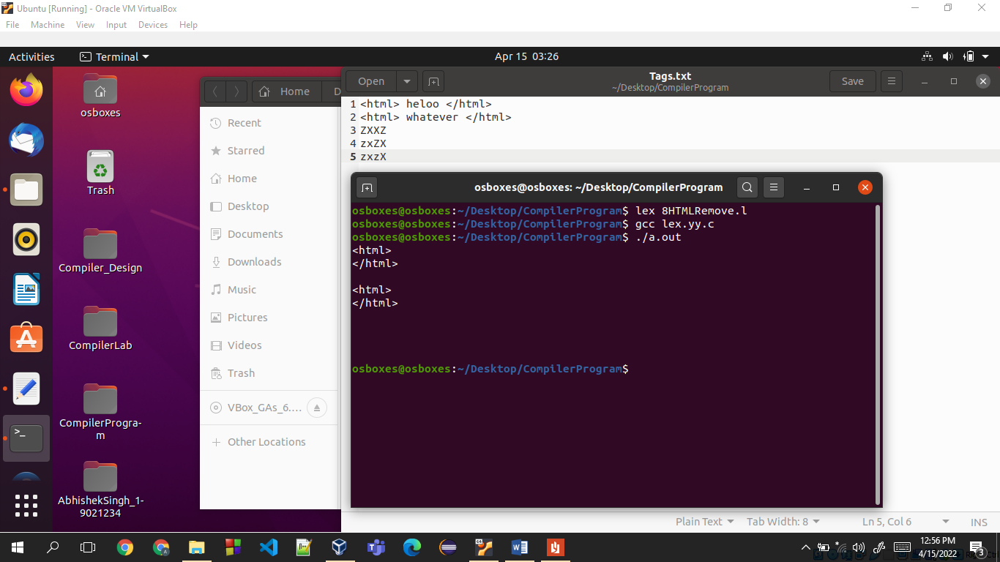 Ubuntu [Running] - Oracle VM VirtualBox
File Machine View Input Devices Help
Activities Terminal Apr 15 03:26
osboxes
Trash
Compiler_Design
CompilerLab
CompilerProgra-
m
AbhishekSingh_1-
9021234
Home D
Recent
Starred
Home
Desktop
Documents
Downloads
Music
Pictures
Videos
Trash
VBox_GAs_6....
Other Locations
Open Tags.txt Save
~/Desktop/CompilerProgram
1 <html> heloo </html>
2 <html> whatever </html>
3 ZXXZ
4 zxZX
5 zxzX
osboxes@osboxes: ~/Desktop/CompilerProgram
osboxes@osboxes:~/Desktop/CompilerProgram$ lex 8HTMLRemove.l
osboxes@osboxes:~/Desktop/CompilerProgram$ gcc lex.yy.c
osboxes@osboxes:~/Desktop/CompilerProgram$ ./a.out
<html>
</html>
<html>
</html>
osboxes@osboxes:~/Desktop/CompilerProgram$
Plain Text Tab Width: 8 Ln 5, Col 6 INS
12:56 PM
4/15/2022
3